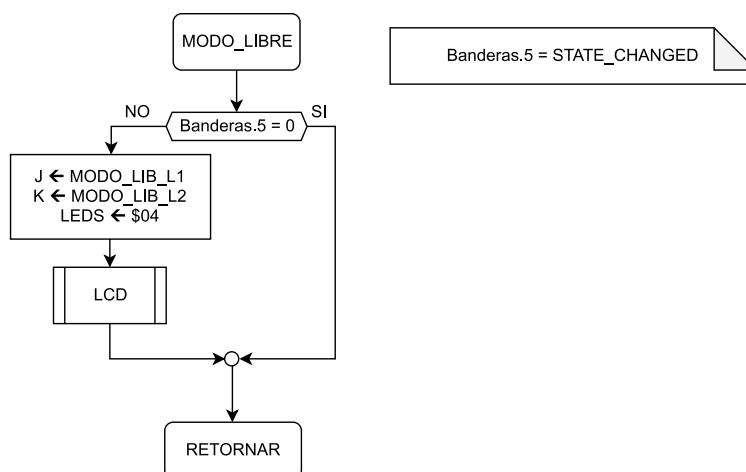 MODO_LIBRE
Banderas.5 = STATE_CHANGED
NO
SI
Banderas.5 = 0
J ← MODO_LIB_L1
K ← MODO_LIB_L2
LEDS ← $04
LCD
RETORNAR